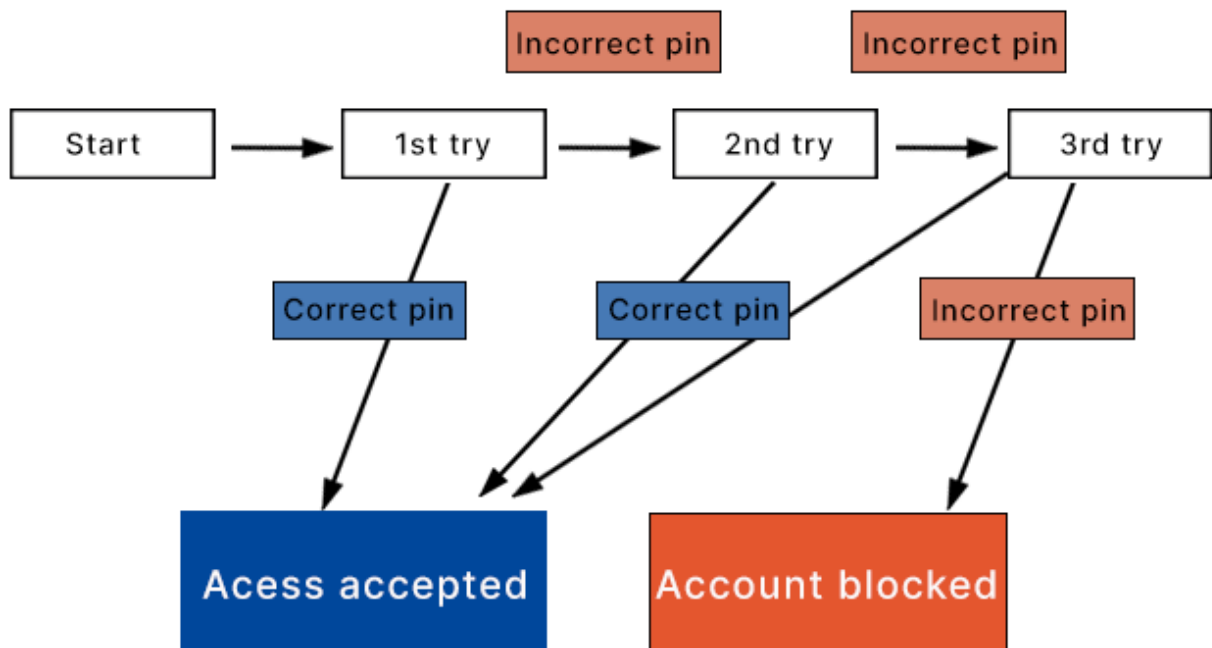 Incorrect pin
Incorrect pin
Start
1st try
2nd try
3rd try
Correct pin
Correct pin
Incorrect pin
Acess accepted
Account blocked